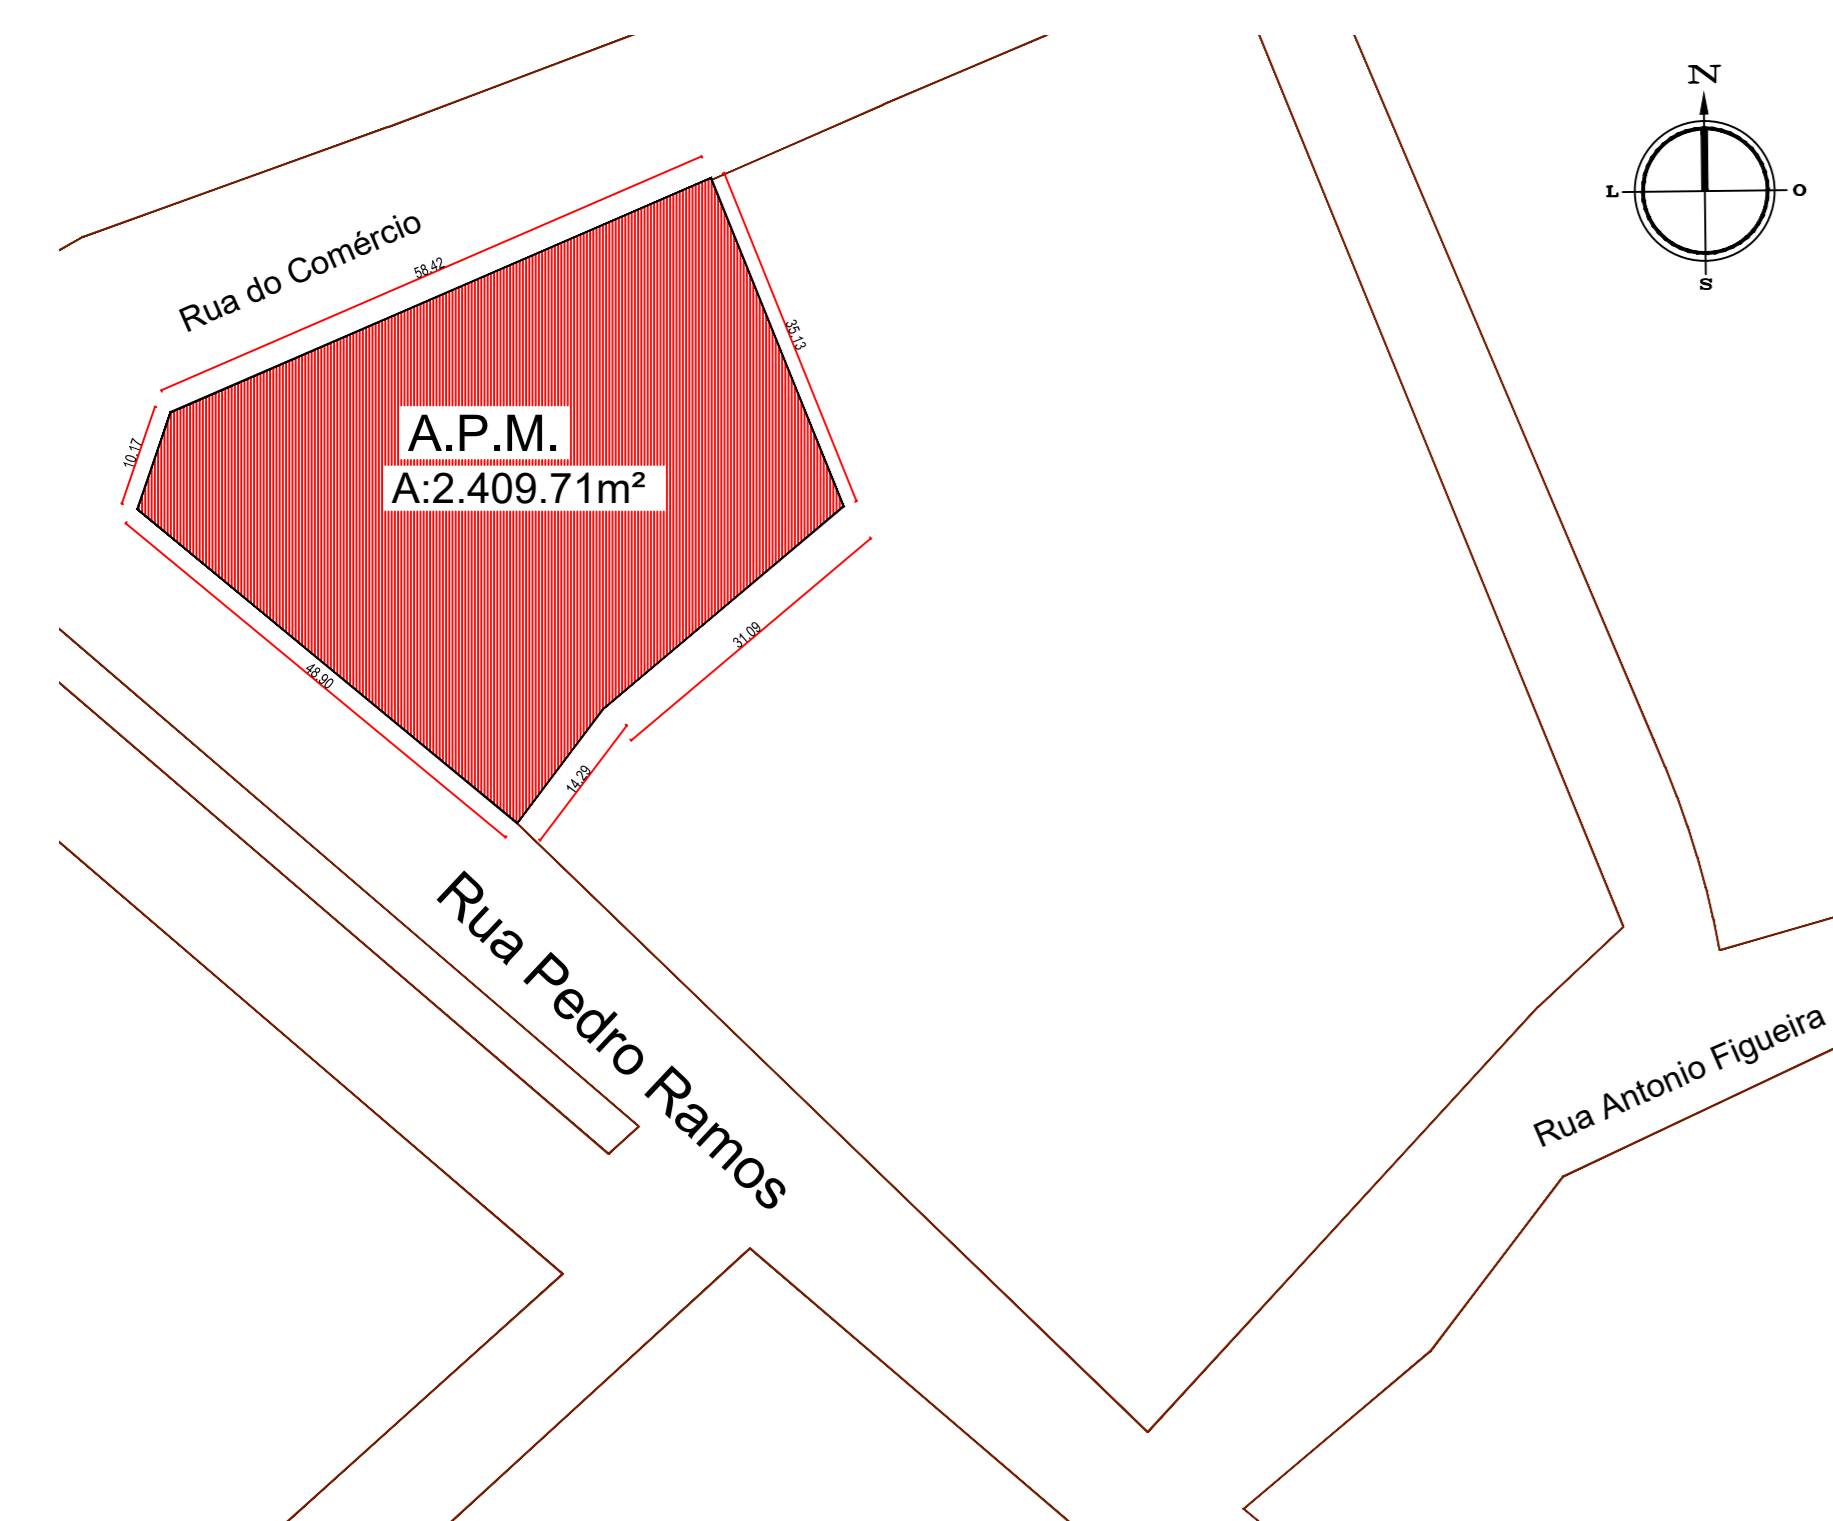 N
L
O
S
Rua do Comércio
58.42
35.13
10.17
A.P.M.
A:2.409.71m²
48.90
31.09
14.29
Rua Pedro Ramos
Rua Antonio Figueira